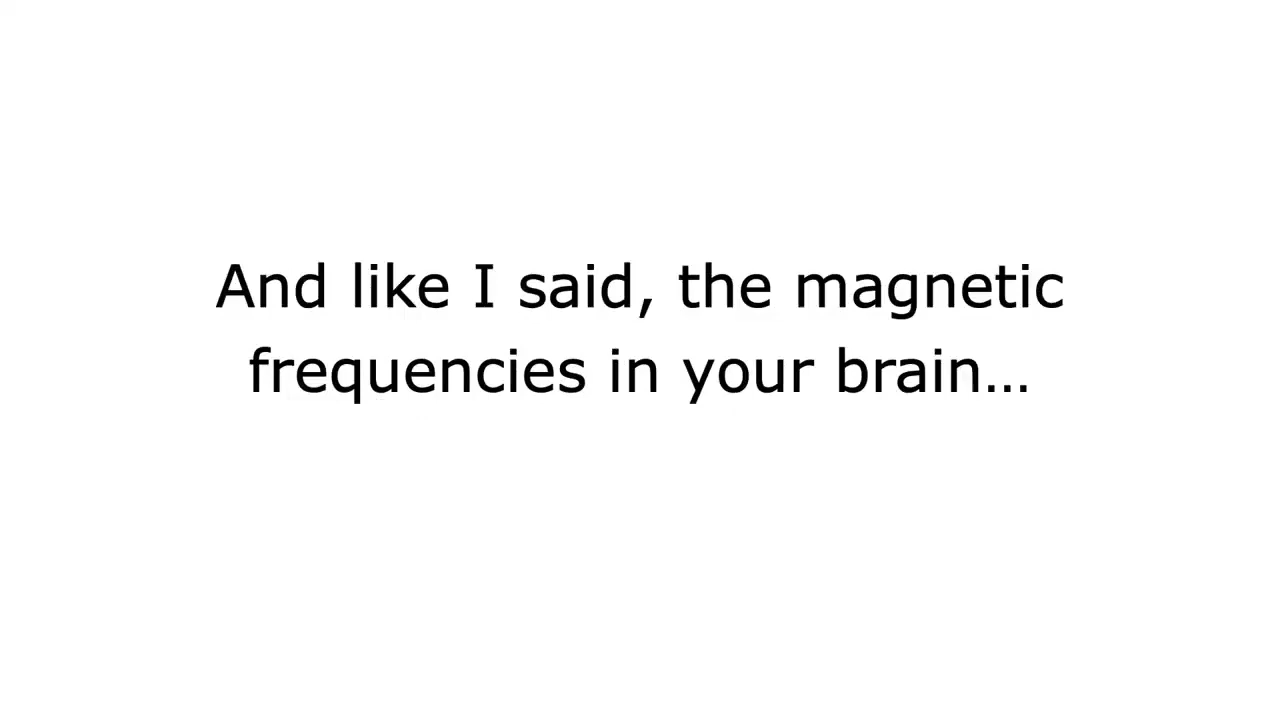 And like I said, the magnetic
frequencies in your brain…